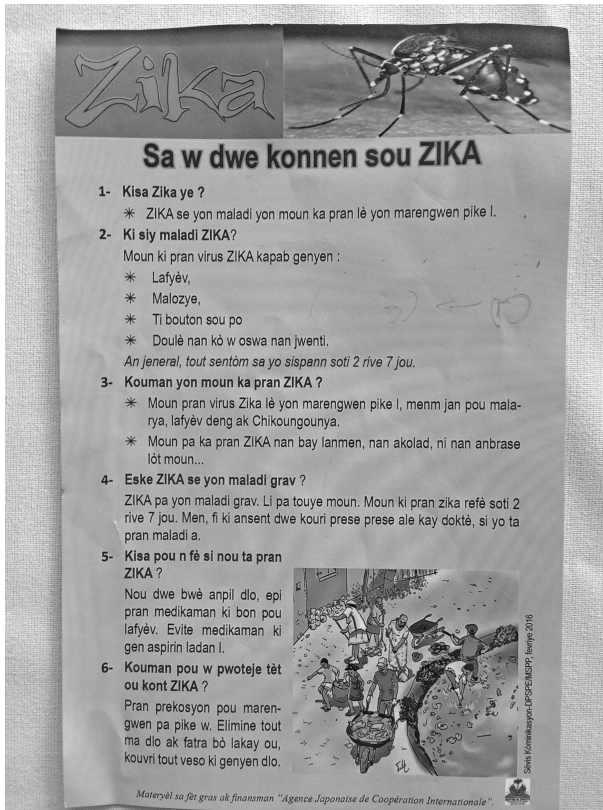 Zika
Sa w dwe konnen sou ZIKA
1- Kisa Zika ye ?
✳ ZIKA se yon maladi yon moun ka pran lè yon marengwen pike l.
2- Ki siy maladi ZIKA?
Moun ki pran virus ZIKA kapab genyen :
✳ Lafyèv,
✳ Malozye,
✳ Ti bouton sou po
✳ Doulè nan kò w oswa nan jwenti.
An jeneral, tout sentòm sa yo sispann soti 2 rive 7 jou.
3- Kouman yon moun ka pran ZIKA ?
✳ Moun pran virus Zika lè yon marengwen pike l, menm jan pou mala-
rya, lafyèv deng ak Chikoungounya.
✳ Moun pa ka pran ZIKA nan bay lanmen, nan akolad, ni nan anbrase
lòt moun...
4- Eske ZIKA se yon maladi grav ?
ZIKA pa yon maladi grav. Li pa touye moun. Moun ki pran zika refè soti 2
rive 7 jou. Men, fi ki ansent dwe kouri prese prese ale kay doktè, si yo ta
pran maladi a.
5- Kisa pou n fè si nou ta pran
ZIKA ?
Nou dwe bwè anpil dlo, epi
pran medikaman ki bon pou
lafyèv. Evite medikaman ki
gen aspirin ladan l.
6- Kouman pou w pwoteje tèt
ou kont ZIKA ?
Pran prekosyon pou maren-
gwen pa pike w. Elimine tout
ma dlo ak fatra bò lakay ou,
kouvri tout veso ki genyen dlo.
Sèvis Kominikasyon-DPSPE/MSPP, fevriye 2016
Materyèl sa fèt gras ak finansman "Agence Japonaise de Coopération Internationale".